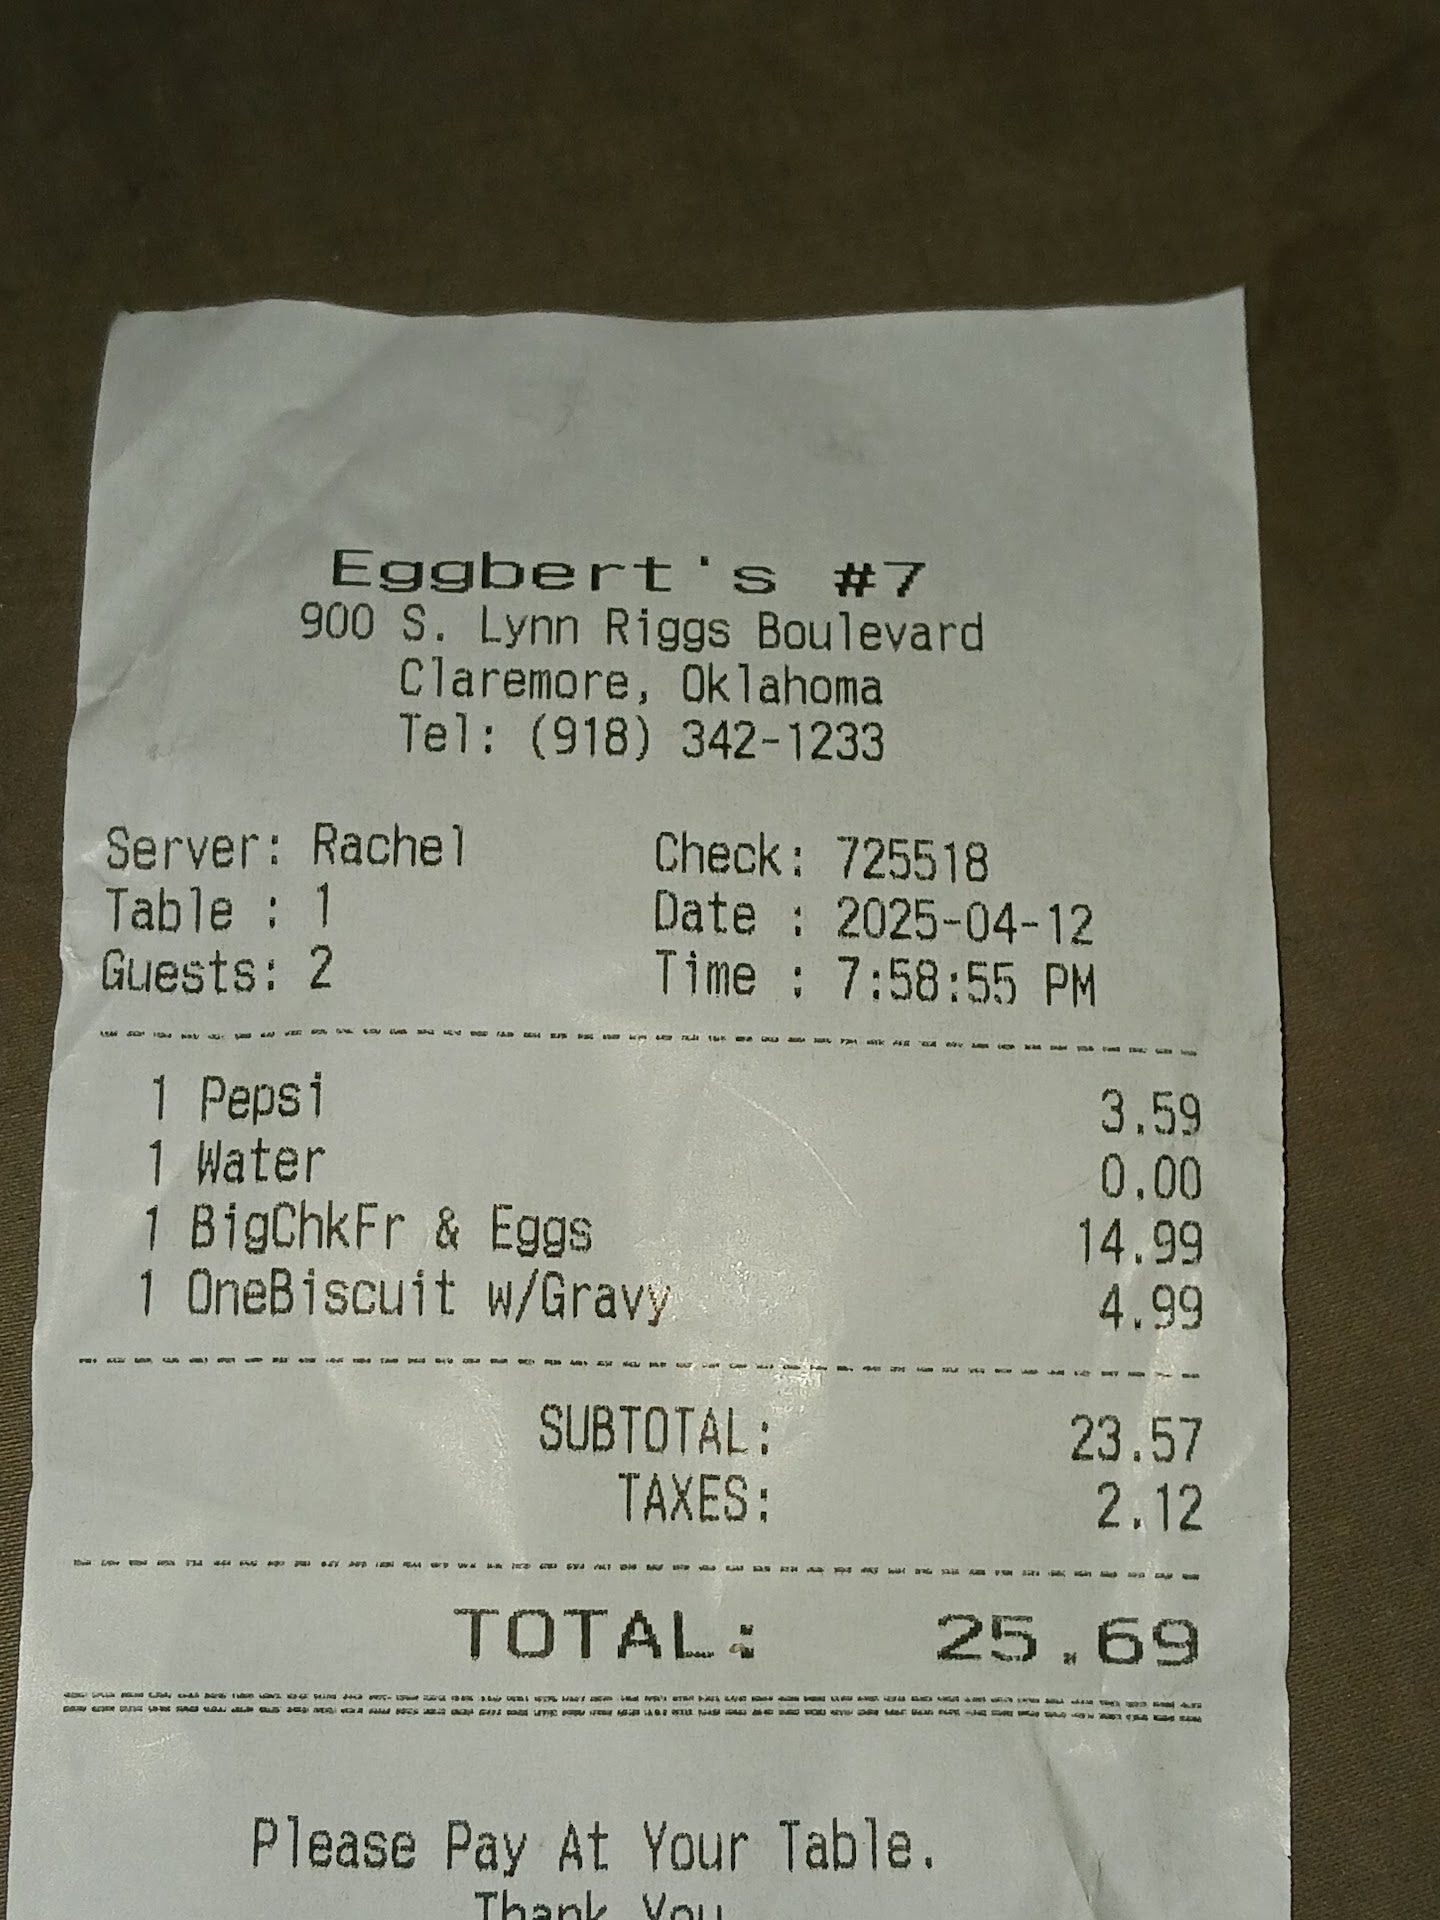 Eggbert's #7
900 S. Lynn Riggs Boulevard
Claremore, Oklahoma
Tel: (918) 342-1233
Server: Rachel Check: 725518
Table : 1 Date : 2025-04-12
Guests: 2 Time : 7:58:55 PM
1 Pepsi 3.59
1 Water 0.00
1 BigChkFr & Eggs 14.99
1 OneBiscuit w/Gravy 4.99
SUBTOTAL: 23.57
TAXES: 2.12
TOTAL: 25.69
Please Pay At Your Table.
Thank You